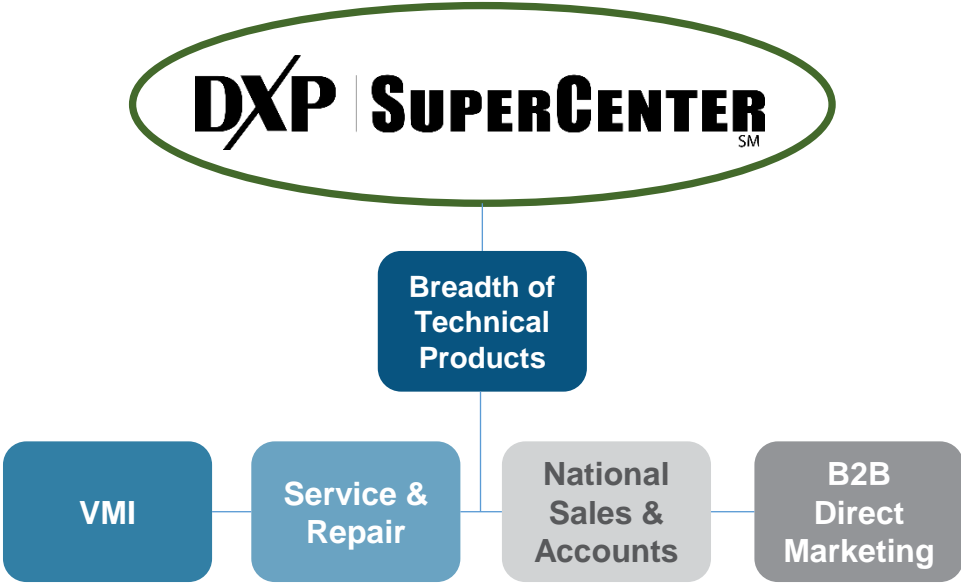 DXP | SUPERCENTER
SM
Breadth of
Technical
Products
VMI
Service &
Repair
National
Sales &
Accounts
B2B
Direct
Marketing